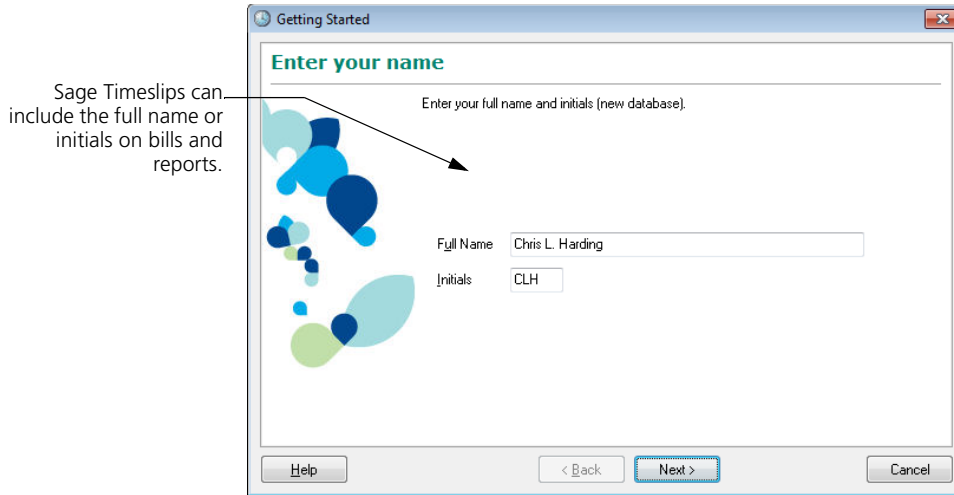 Getting Started
Enter your name
Sage Timeslips can
include the full name or
initials on bills and
reports.
Enter your full name and initials (new database).
Full Name Chris L. Harding
Initials CLH
Help < Back Next > Cancel